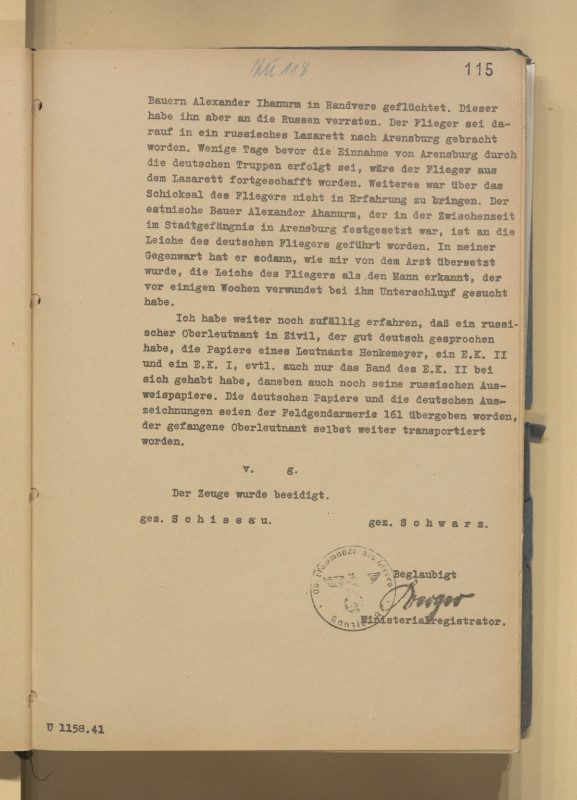 Zu 118
115
Bauern Alexander Ihanurm in Randvere geflüchtet. Dieser
habe ihn aber an die Russen verraten. Der Flieger sei da-
rauf in ein russisches Lazarett nach Arensburg gebracht
worden. Wenige Tage bevor die Einnahme von Arensburg durch
die deutschen Truppen erfolgt sei, wäre der Flieger aus
dem Lazarett fortgeschafft worden. Weiteres war über das
Schicksal des Fliegers nicht in Erfahrung zu bringen. Der
estnische Bauer Alexander Ahanurm, der in der Zwischenzeit
im Stadtgefängnis in Arensburg festgesetzt war, ist an die
Leiche des deutschen Fliegers geführt worden. In meiner
Gegenwart hat er sodann, wie mir von dem Arzt übersetzt
wurde, die Leiche des Fliegers als den Mann erkannt, der
vor einigen Wochen verwundet bei ihm Unterschlupf gesucht
habe.
Ich habe weiter noch zufällig erfahren, daß ein russi-
scher Oberleutnant in Zivil, der gut deutsch gesprochen
habe, die Papiere eines Leutnants Henkemeyer, ein E.K. II
und ein E.K. I, evtl. auch nur das Band des E.K. II bei
sich gehabt habe, daneben auch noch seine russischen Aus-
weispapiere. Die deutschen Papiere und die deutschen Aus-
zeichnungen seien der Feldgendarmerie 161 übergeben worden,
der gefangene Oberleutnant selbst weiter transportiert
worden.
v. g.
Der Zeuge wurde beeidigt.
gez. S c h i s s a u. gez. S c h w a r z.
Beglaubigt
Berger
Ministerialregistrator.
U 1158.41